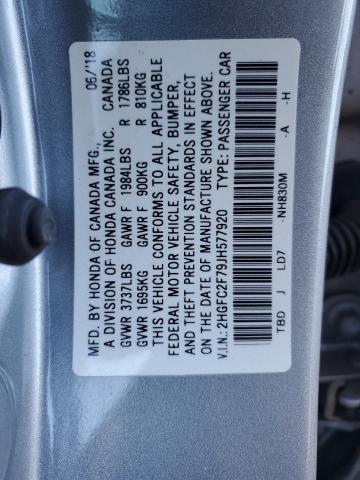 MFD. BY HONDA OF CANADA MFG., 06/'18
A DIVISION OF HONDA CANADA INC. CANADA
GVWR 3737LBS GAWR F 1984LBS R 1786LBS
GVWR 1695KG GAWR F 900KG R 810KG
THIS VEHICLE CONFORMS TO ALL APPLICABLE
FEDERAL MOTOR VEHICLE SAFETY, BUMPER,
AND THEFT PREVENTION STANDARDS IN EFFECT
ON THE DATE OF MANUFACTURE SHOWN ABOVE.
V.I.N.: 2HGFC2F79JH577920 TYPE: PASSENGER CAR
TBD J LD7 -NH830M -A -H